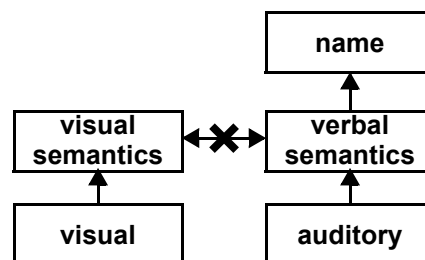 name
visual
semantics
verbal
semantics
visual
auditory